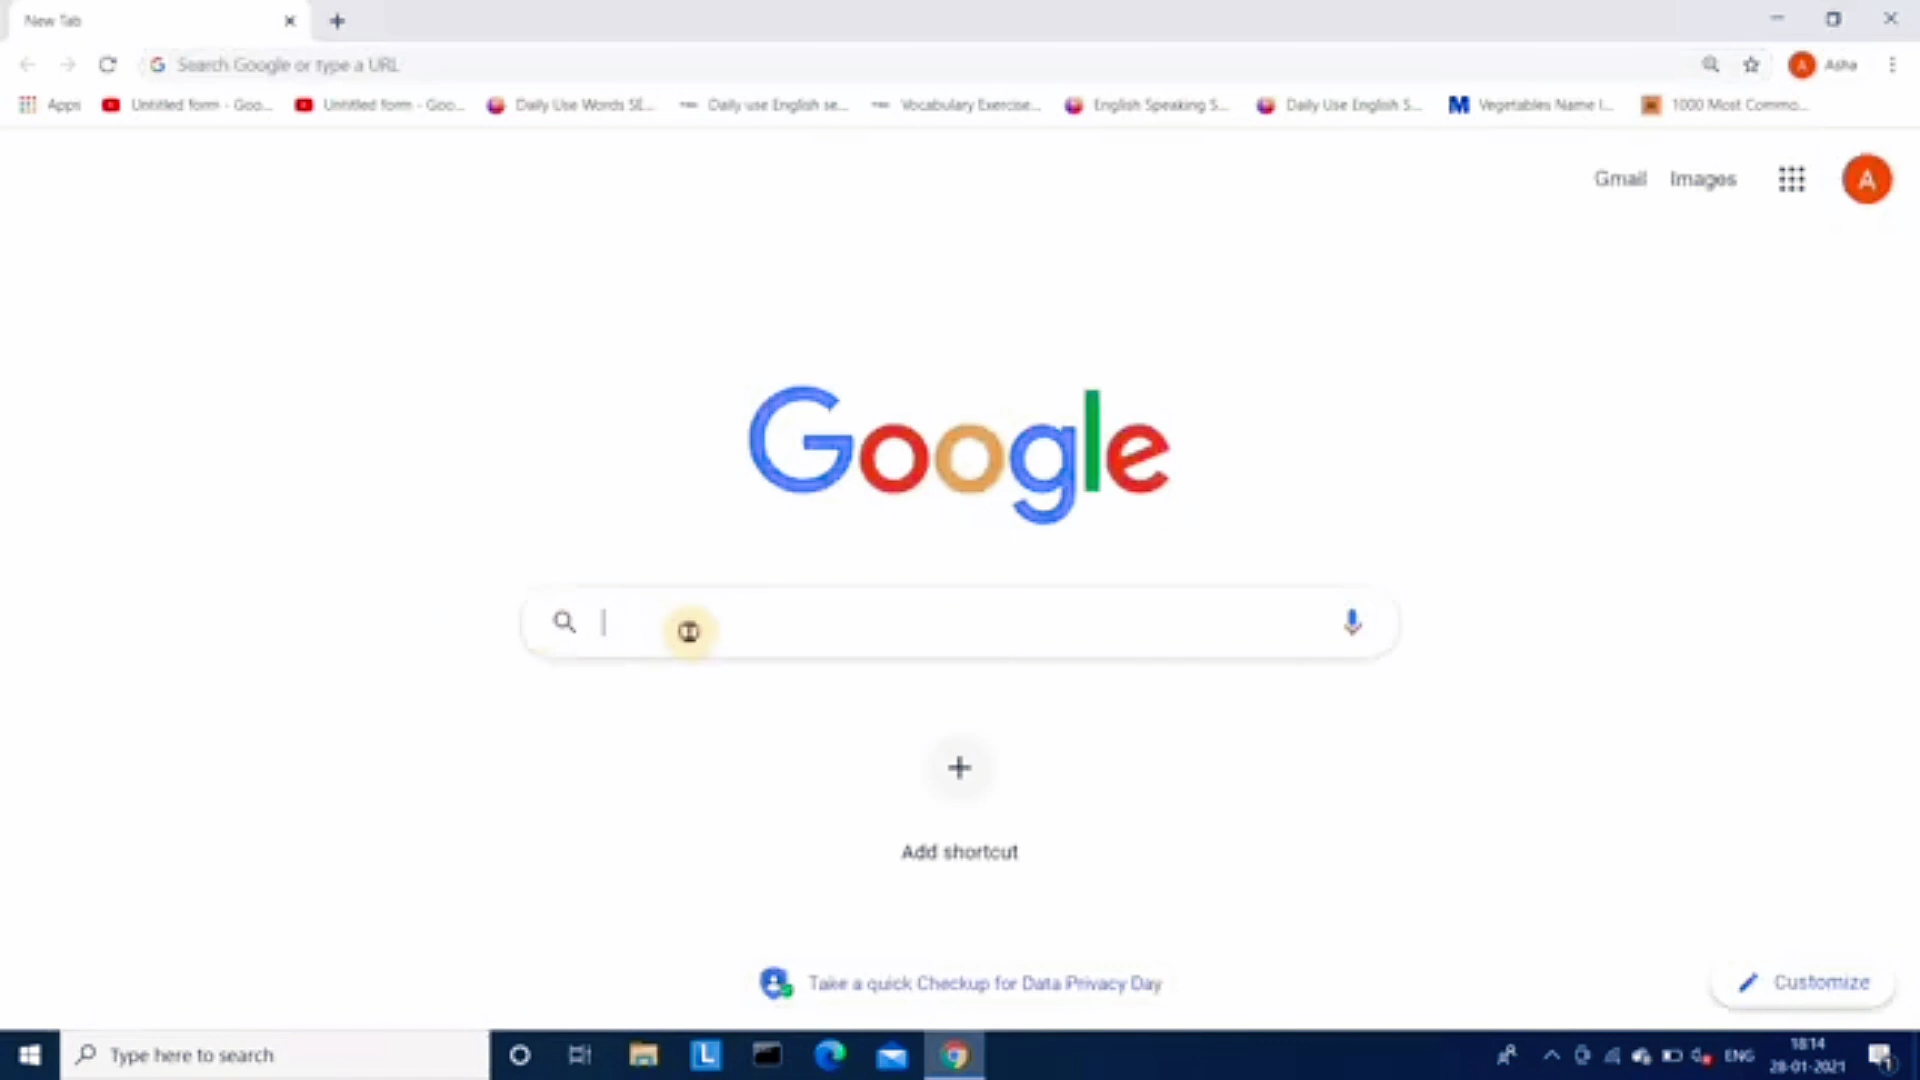 New Tab
Search Google or type a URL
Asha
Apps
Untitled form - Goo...
Untitled form - Goo...
Daily Use Words SE...
Daily use English se...
Vocabulary Exercise...
English Speaking S...
Daily Use English S...
Vegetables Name I...
1000 Most Commo...
Gmail Images
A
Google
Add shortcut
Take a quick Checkup for Data Privacy Day
Customize
Type here to search
ENG
18:14
28-01-2021